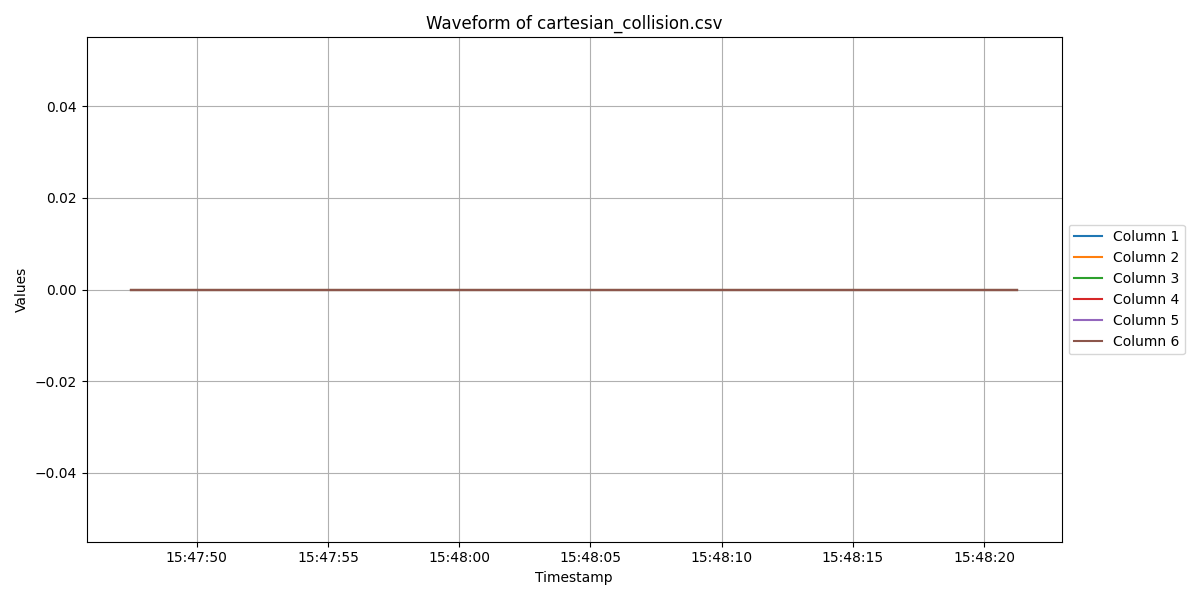 Waveform of cartesian_collision.csv
Values
0.04
0.02
0.00
−0.02
−0.04
15:47:50 15:47:55 15:48:00 15:48:05 15:48:10 15:48:15 15:48:20
Timestamp
Column 1
Column 2
Column 3
Column 4
Column 5
Column 6